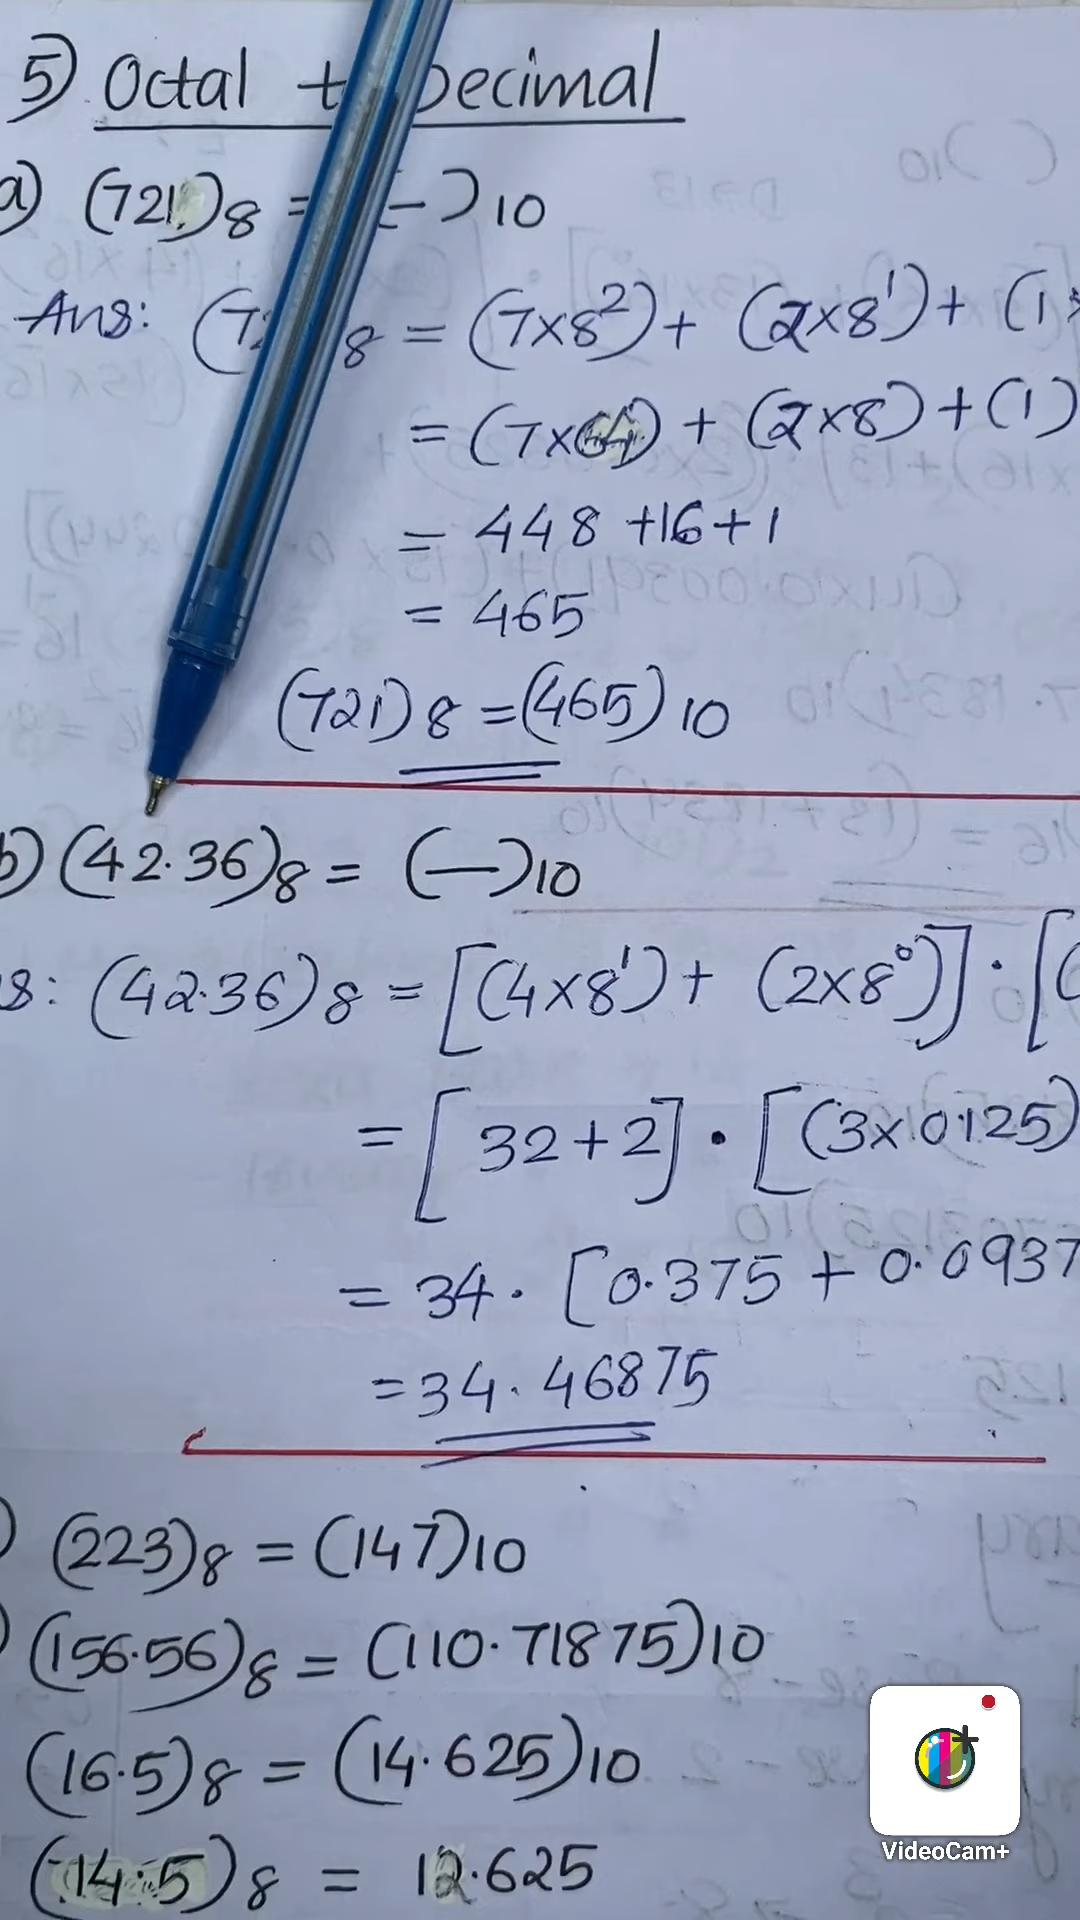 5) Octal t Decimal
a) (721)8 = (-)10
Ans: (72 8 = (7×8²)+ (2×8¹)+ (1×
= (7×64) + (2×8)+(1)
= 448 +16+1
= 465
(721)8 =(465)10
b) (42.36)8 = (—)10
s: (42.36)8 = [(4×8¹)+ (2×8⁰)] . [(
= [32+2] . [(3×0.125)
= 34. [0.375 + 0.0937
=34.46875
) (223)8 = (147)10
) (156.56)8 = (110.71875)10
(16.5)8 = (14.625)10
(14.5)8 = 12.625
VideoCam+